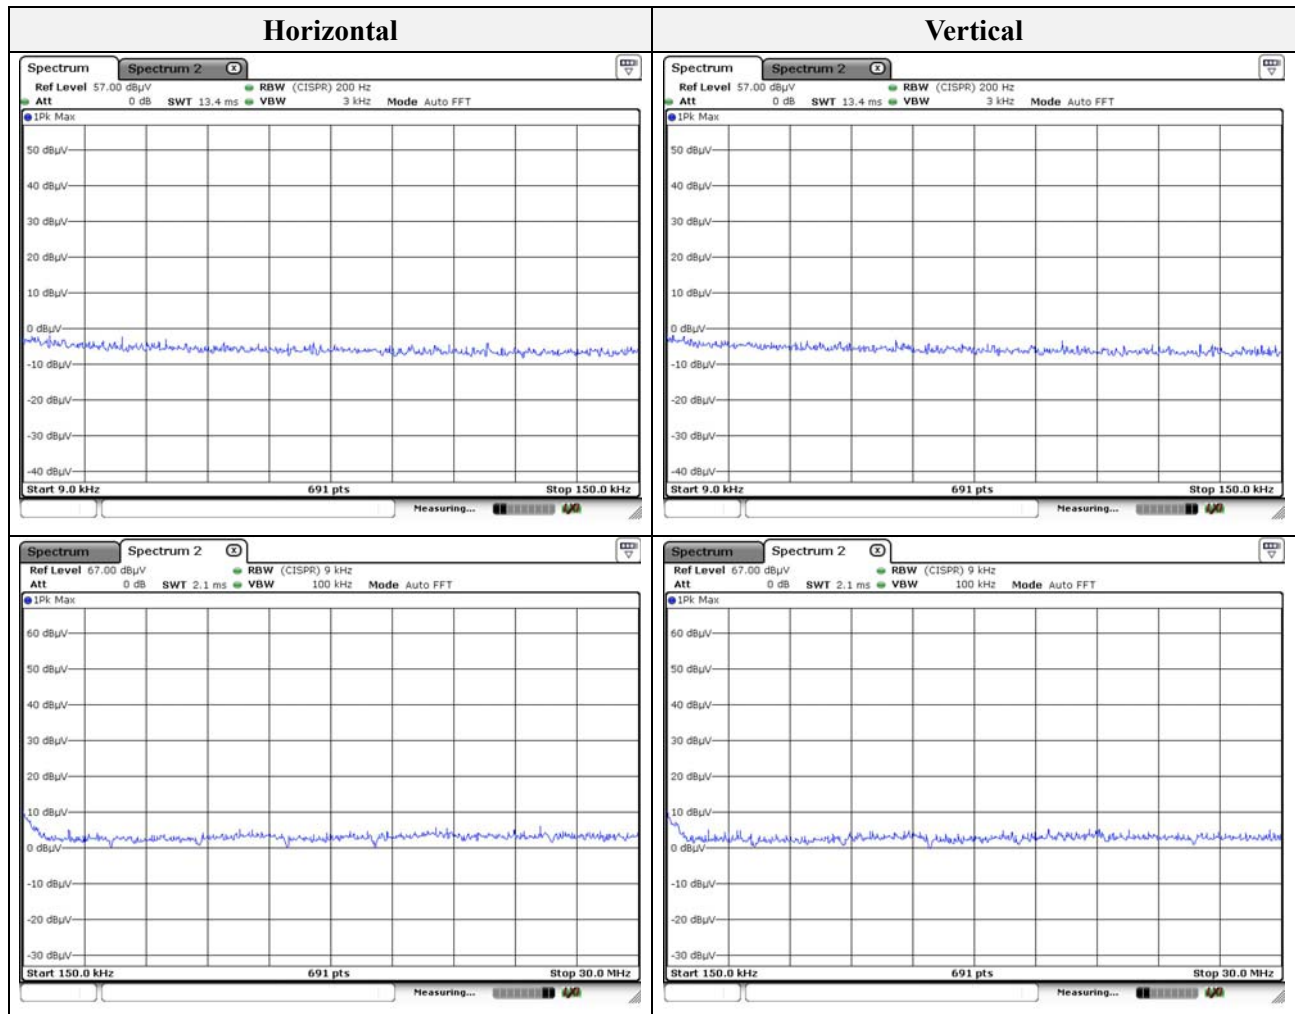 Horizontal
Vertical
Spectrum Spectrum 2 X
Ref Level 57.00 dBµV RBW (CISPR) 200 Hz
Att 0 dB SWT 13.4 ms VBW 3 kHz Mode Auto FFT
1Pk Max
50 dBµV
40 dBµV
30 dBµV
20 dBµV
10 dBµV
0 dBµV
-10 dBµV
-20 dBµV
-30 dBµV
-40 dBµV
Start 9.0 kHz 691 pts Stop 150.0 kHz
Measuring...
Spectrum Spectrum 2 X
Ref Level 57.00 dBµV RBW (CISPR) 200 Hz
Att 0 dB SWT 13.4 ms VBW 3 kHz Mode Auto FFT
1Pk Max
50 dBµV
40 dBµV
30 dBµV
20 dBµV
10 dBµV
0 dBµV
-10 dBµV
-20 dBµV
-30 dBµV
-40 dBµV
Start 9.0 kHz 691 pts Stop 150.0 kHz
Measuring...
Spectrum Spectrum 2 X
Ref Level 67.00 dBµV RBW (CISPR) 9 kHz
Att 0 dB SWT 2.1 ms VBW 100 kHz Mode Auto FFT
1Pk Max
60 dBµV
50 dBµV
40 dBµV
30 dBµV
20 dBµV
10 dBµV
0 dBµV
-10 dBµV
-20 dBµV
-30 dBµV
Start 150.0 kHz 691 pts Stop 30.0 MHz
Measuring...
Spectrum Spectrum 2 X
Ref Level 67.00 dBµV RBW (CISPR) 9 kHz
Att 0 dB SWT 2.1 ms VBW 100 kHz Mode Auto FFT
1Pk Max
60 dBµV
50 dBµV
40 dBµV
30 dBµV
20 dBµV
10 dBµV
0 dBµV
-10 dBµV
-20 dBµV
-30 dBµV
Start 150.0 kHz 691 pts Stop 30.0 MHz
Measuring...